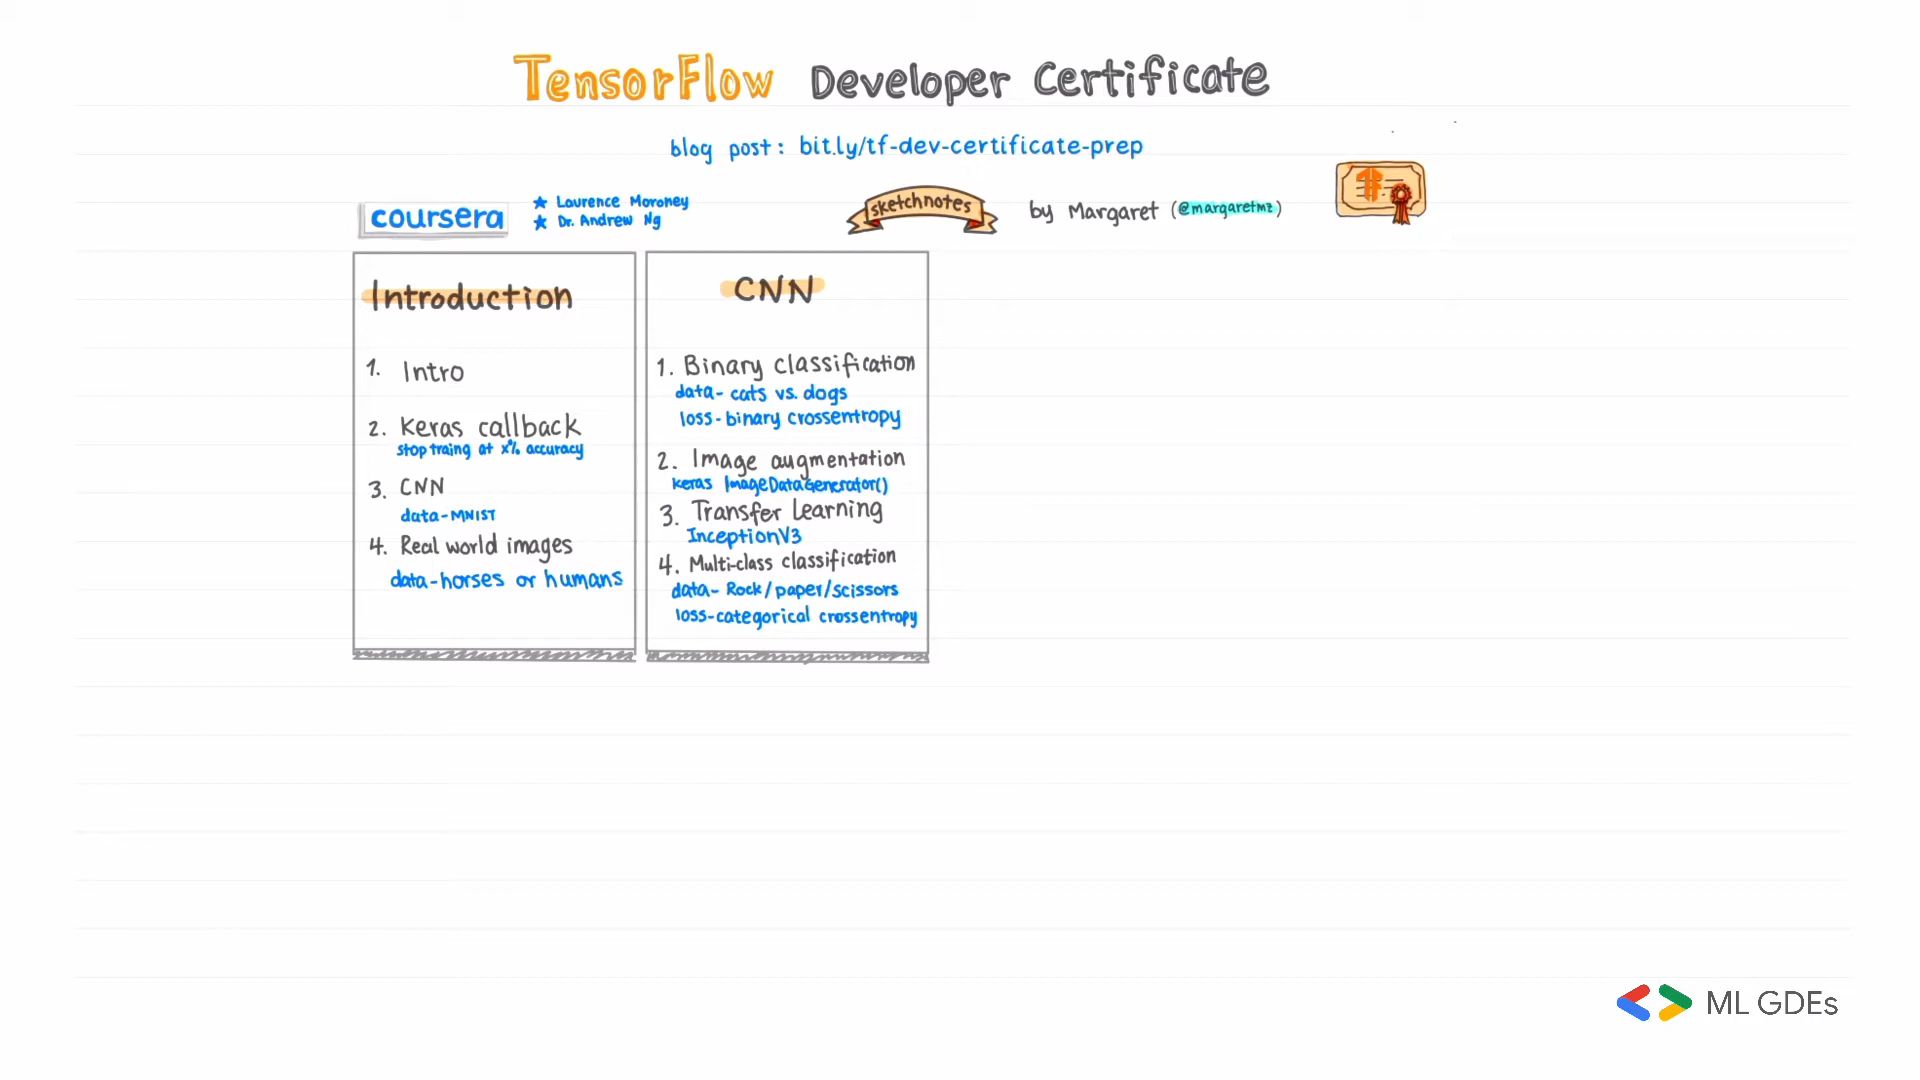 TensorFlow Developer Certificate
blog post: bit.ly/tf-dev-certificate-prep
coursera
★ Laurence Moroney
★ Dr. Andrew Ng
sketchnotes
by Margaret (@margaretmz)
Introduction
1. Intro
2. Keras callback
stop traing at x% accuracy
3. CNN
data-MNIST
4. Real world images
data-horses or humans
CNN
1. Binary classification
data- cats vs. dogs
loss-binary crossentropy
2. Image augmentation
keras ImageDataGenerator()
3. Transfer Learning
InceptionV3
4. Multi-class classification
data- Rock/paper/scissors
loss-categorical crossentropy
ML GDEs